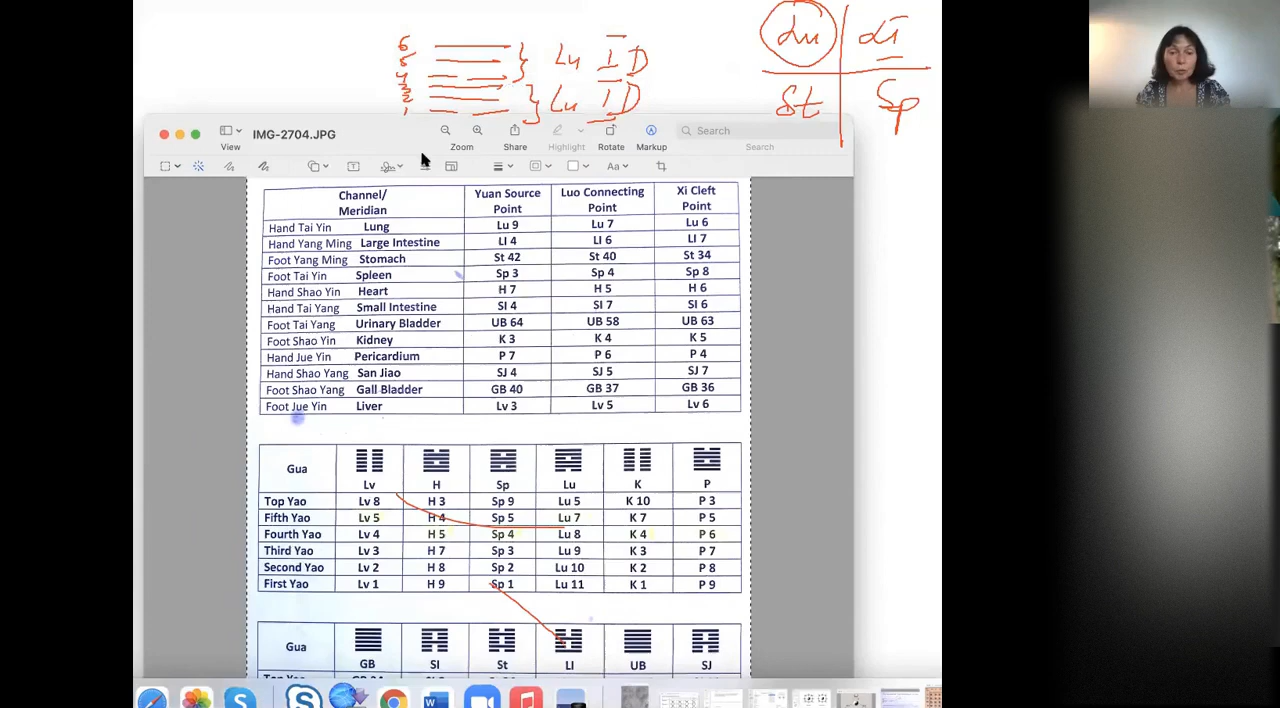 6
5
4
3
2
1
Lu I D
Lu I D
Lu
St
Sp
IMG-2704.JPG
Search
View
Zoom
Share
Highlight
Rotate
Markup
Search
Aa
Channel/ Meridian Yuan Source Point Luo Connecting Point Xi Cleft Point
Hand Tai Yin Lung Lu 9 Lu 7 Lu 6
Hand Yang Ming Large Intestine LI 4 LI 6 LI 7
Foot Yang Ming Stomach St 42 St 40 St 34
Foot Tai Yin Spleen Sp 3 Sp 4 Sp 8
Hand Shao Yin Heart H 7 H 5 H 6
Hand Tai Yang Small Intestine SI 4 SI 7 SI 6
Foot Tai Yang Urinary Bladder UB 64 UB 58 UB 63
Foot Shao Yin Kidney K 3 K 4 K 5
Hand Jue Yin Pericardium P 7 P 6 P 4
Hand Shao Yang San Jiao SJ 4 SJ 5 SJ 7
Foot Shao Yang Gall Bladder GB 40 GB 37 GB 36
Foot Jue Yin Liver Lv 3 Lv 5 Lv 6
Gua Lv H Sp Lu K P
Top Yao Lv 8 H 3 Sp 9 Lu 5 K 10 P 3
Fifth Yao Lv 5 H 4 Sp 5 Lu 7 K 7 P 5
Fourth Yao Lv 4 H 5 Sp 4 Lu 8 K 4 P 6
Third Yao Lv 3 H 7 Sp 3 Lu 9 K 3 P 7
Second Yao Lv 2 H 8 Sp 2 Lu 10 K 2 P 8
First Yao Lv 1 H 9 Sp 1 Lu 11 K 1 P 9
Gua GB SI St LI UB SJ